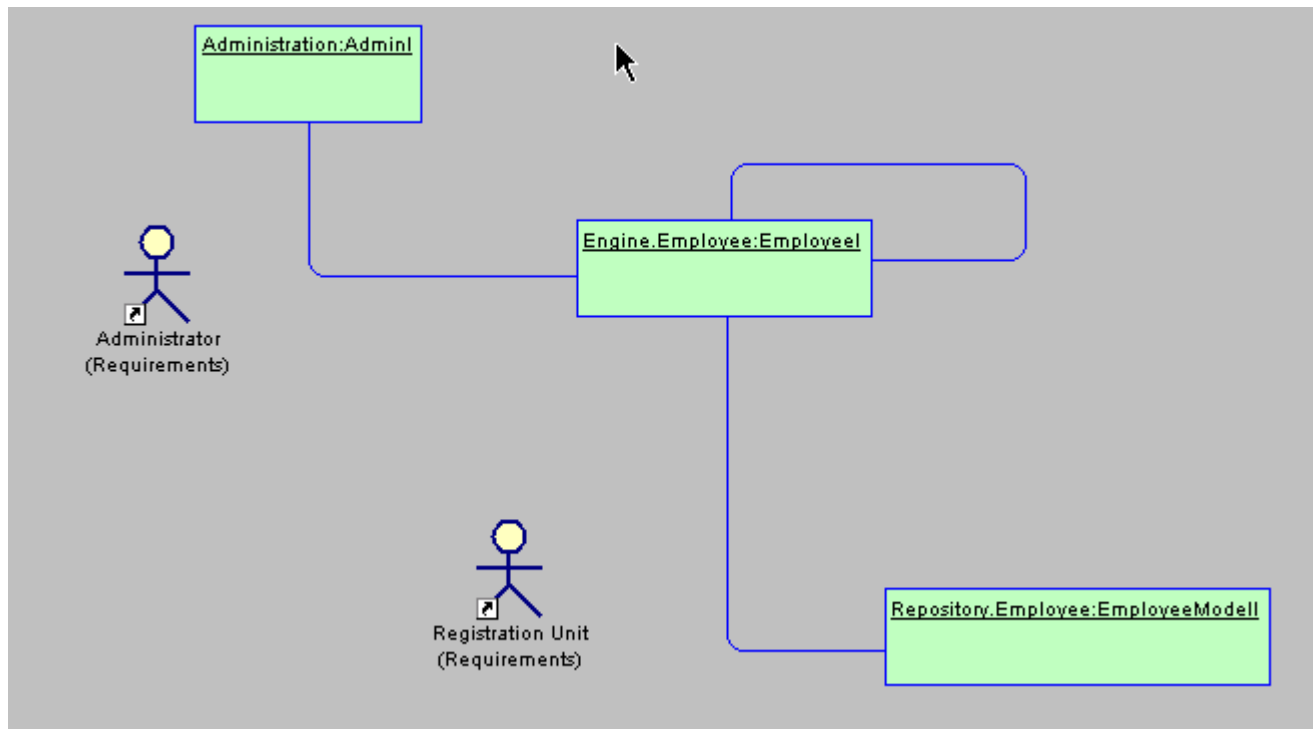 Administration:AdminI
Engine.Employee:EmployeeI
Administrator
(Requirements)
Registration Unit
(Requirements)
Repository.Employee:EmployeeModelI